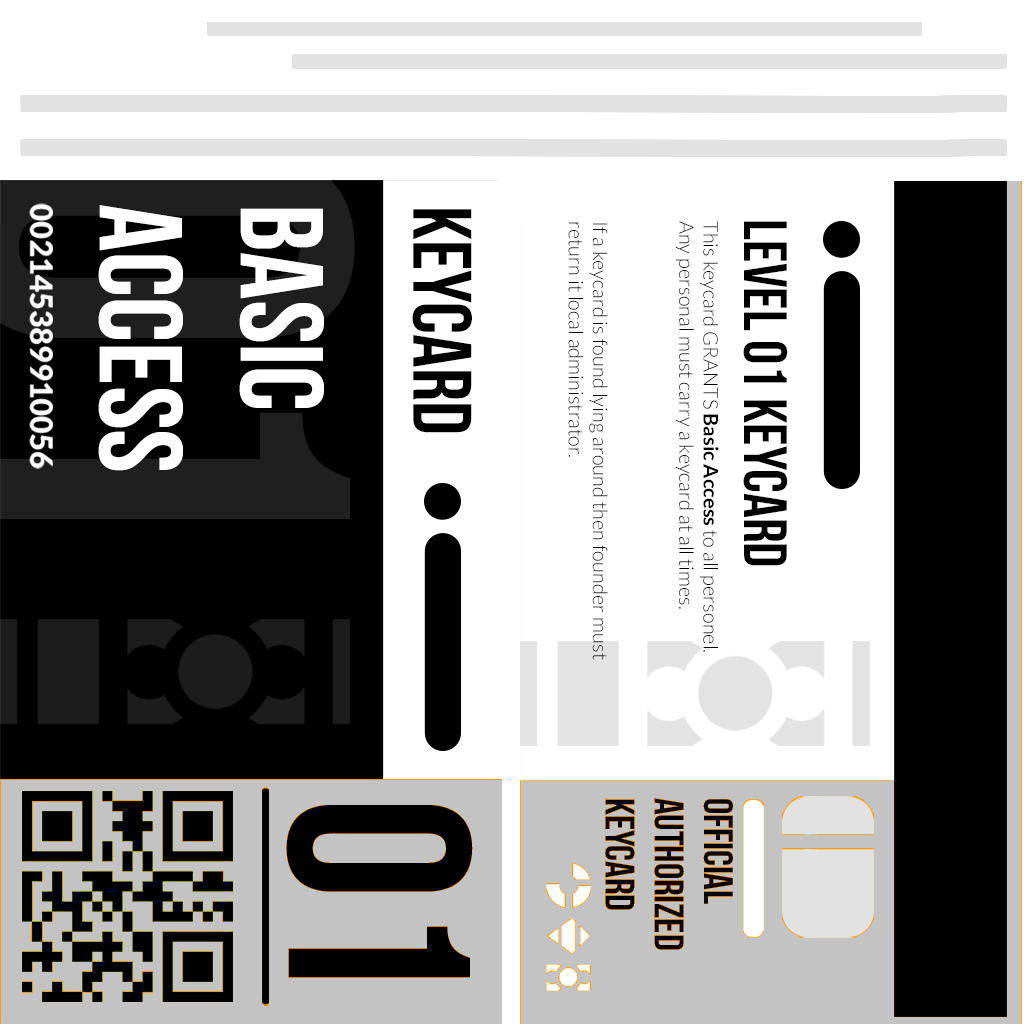 KEYCARD
BASIC
ACCESS
002145389910056
01
LEVEL 01 KEYCARD
This keycard GRANTS Basic Access to all personel.
Any personal must carry a keycard at all times.
If a keycard is found lying around then founder must
return it local administrator.
OFFICIAL
AUTHORIZED
KEYCARD